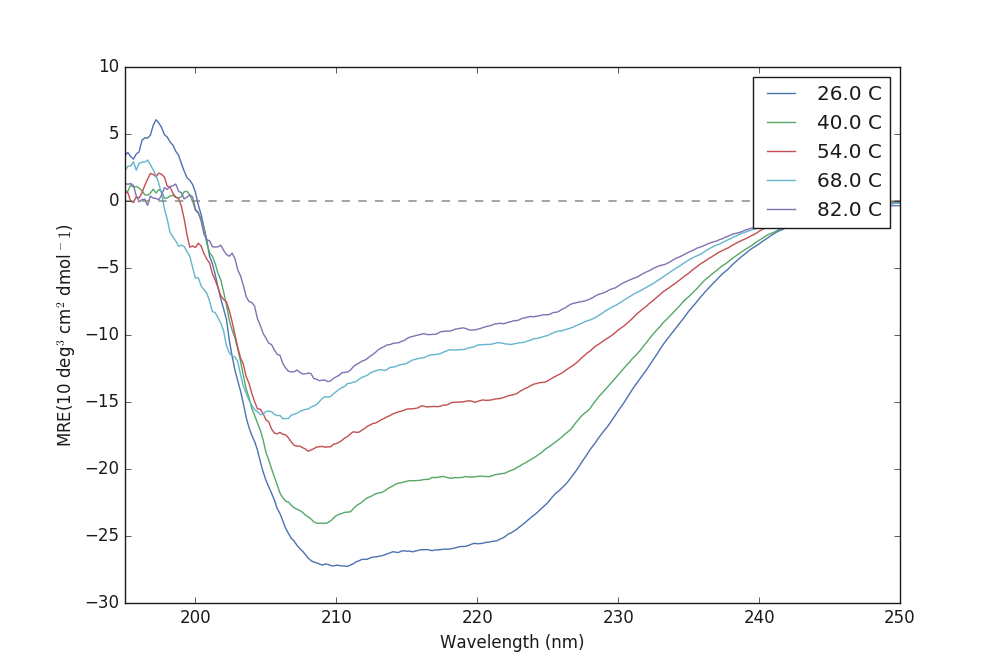 10
5
0
−5
−10
−15
−20
−25
−30
MRE(10 deg³ cm² dmol⁻1)
26.0 C
40.0 C
54.0 C
68.0 C
82.0 C
200 210 220 230 240 250
Wavelength (nm)